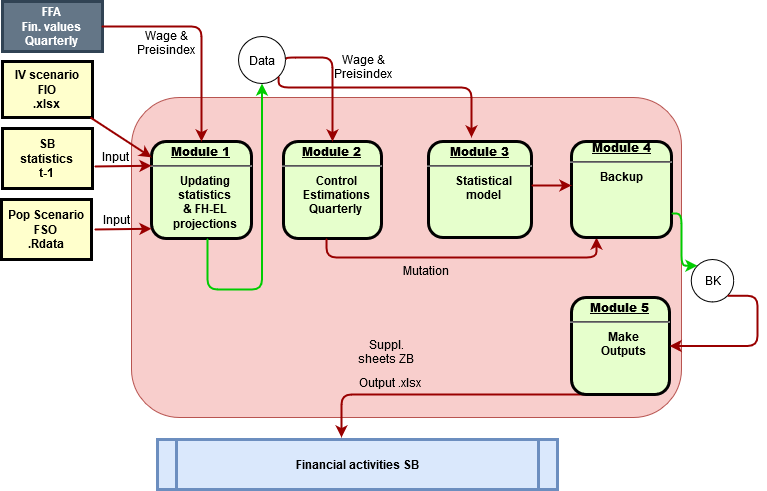 FFA
Fin. values
Quarterly
Wage &
Preisindex
Data
Wage &
Preisindex
IV scenario
FIO
.xlsx
SB
statistics
t-1
Input
Pop Scenario
FSO
.Rdata
Input
Module 1
Updating
statistics
& FH-EL
projections
Module 2
Control
Estimations
Quarterly
Module 3
Statistical
model
Module 4
Backup
Mutation
BK
Module 5
Make
Outputs
Suppl.
sheets ZB
Output .xlsx
Financial activities SB